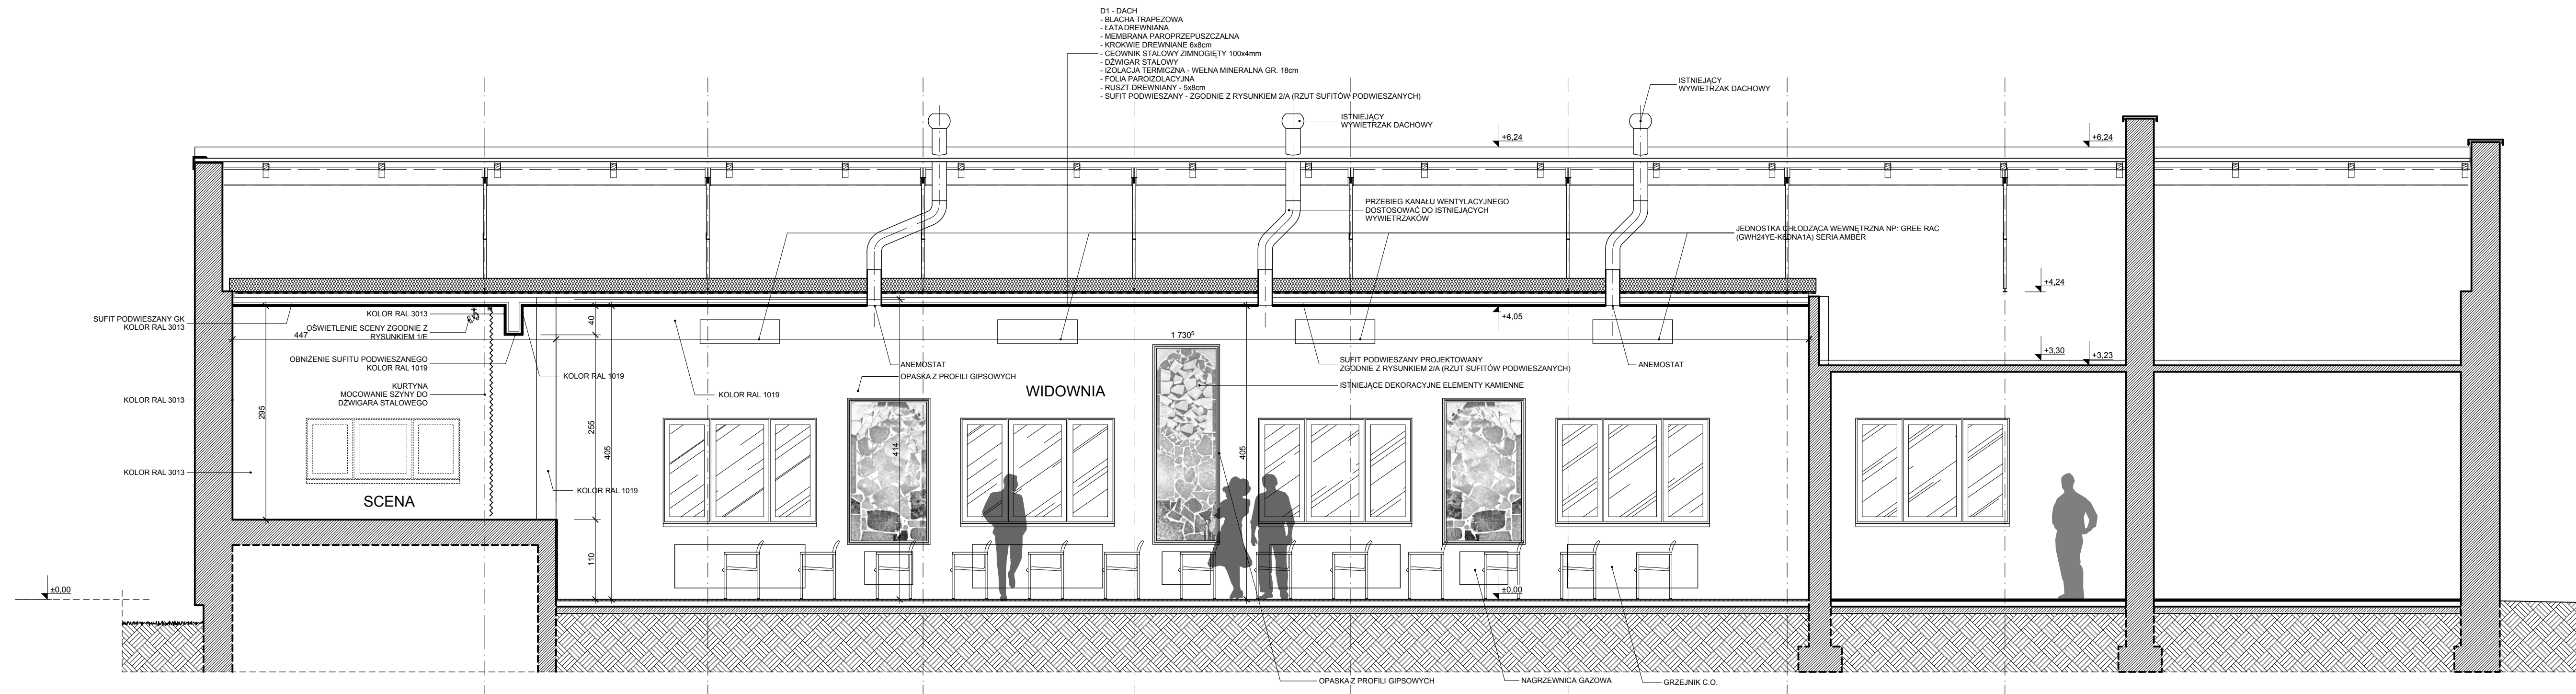 D1 - DACH
- BLACHA TRAPEZOWA
- ŁATA DREWNIANA
- MEMBRANA PAROPRZEPUSZCZALNA
- KROKWIE DREWNIANE 6x8cm
- CEOWNIK STALOWY ZIMNOGIĘTY 100x4mm
- DŹWIGAR STALOWY
- IZOLACJA TERMICZNA - WEŁNA MINERALNA GR. 18cm
- FOLIA PAROIZOLACYJNA
- RUSZT DREWNIANY - 5x8cm
- SUFIT PODWIESZANY - ZGODNIE Z RYSUNKIEM 2/A (RZUT SUFITÓW PODWIESZANYCH)
ISTNIEJĄCY
WYWIETRZAK DACHOWY
ISTNIEJĄCY
WYWIETRZAK DACHOWY
+6,24
+6,24
PRZEBIEG KANAŁU WENTYLACYJNEGO
DOSTOSOWAĆ DO ISTNIEJĄCYCH
WYWIETRZAKÓW
JEDNOSTKA CHŁODZĄCA WEWNĘTRZNA NP: GREE RAC
(GWH24YE-K6DNA1A) SERIA AMBER
+4,24
SUFIT PODWIESZANY GK
KOLOR RAL 3013
KOLOR RAL 3013
OŚWIETLENIE SCENY ZGODNIE Z
RYSUNKIEM 1/E
447
40
+4,05
1 730⁵
OBNIŻENIE SUFITU PODWIESZANEGO
KOLOR RAL 1019
KOLOR RAL 1019
ANEMOSTAT
OPASKA Z PROFILI GIPSOWYCH
SUFIT PODWIESZANY PROJEKTOWANY
ZGODNIE Z RYSUNKIEM 2/A (RZUT SUFITÓW PODWIESZANYCH)
ANEMOSTAT
+3,30
+3,23
ISTNIEJĄCE DEKORACYJNE ELEMENTY KAMIENNE
KURTYNA
MOCOWANIE SZYNY DO
DŹWIGARA STALOWEGO
KOLOR RAL 3013
KOLOR RAL 1019
WIDOWNIA
295
255
405
414
405
KOLOR RAL 3013
KOLOR RAL 1019
SCENA
110
±0,00
±0,00
OPASKA Z PROFILI GIPSOWYCH
NAGRZEWNICA GAZOWA
GRZEJNIK C.O.